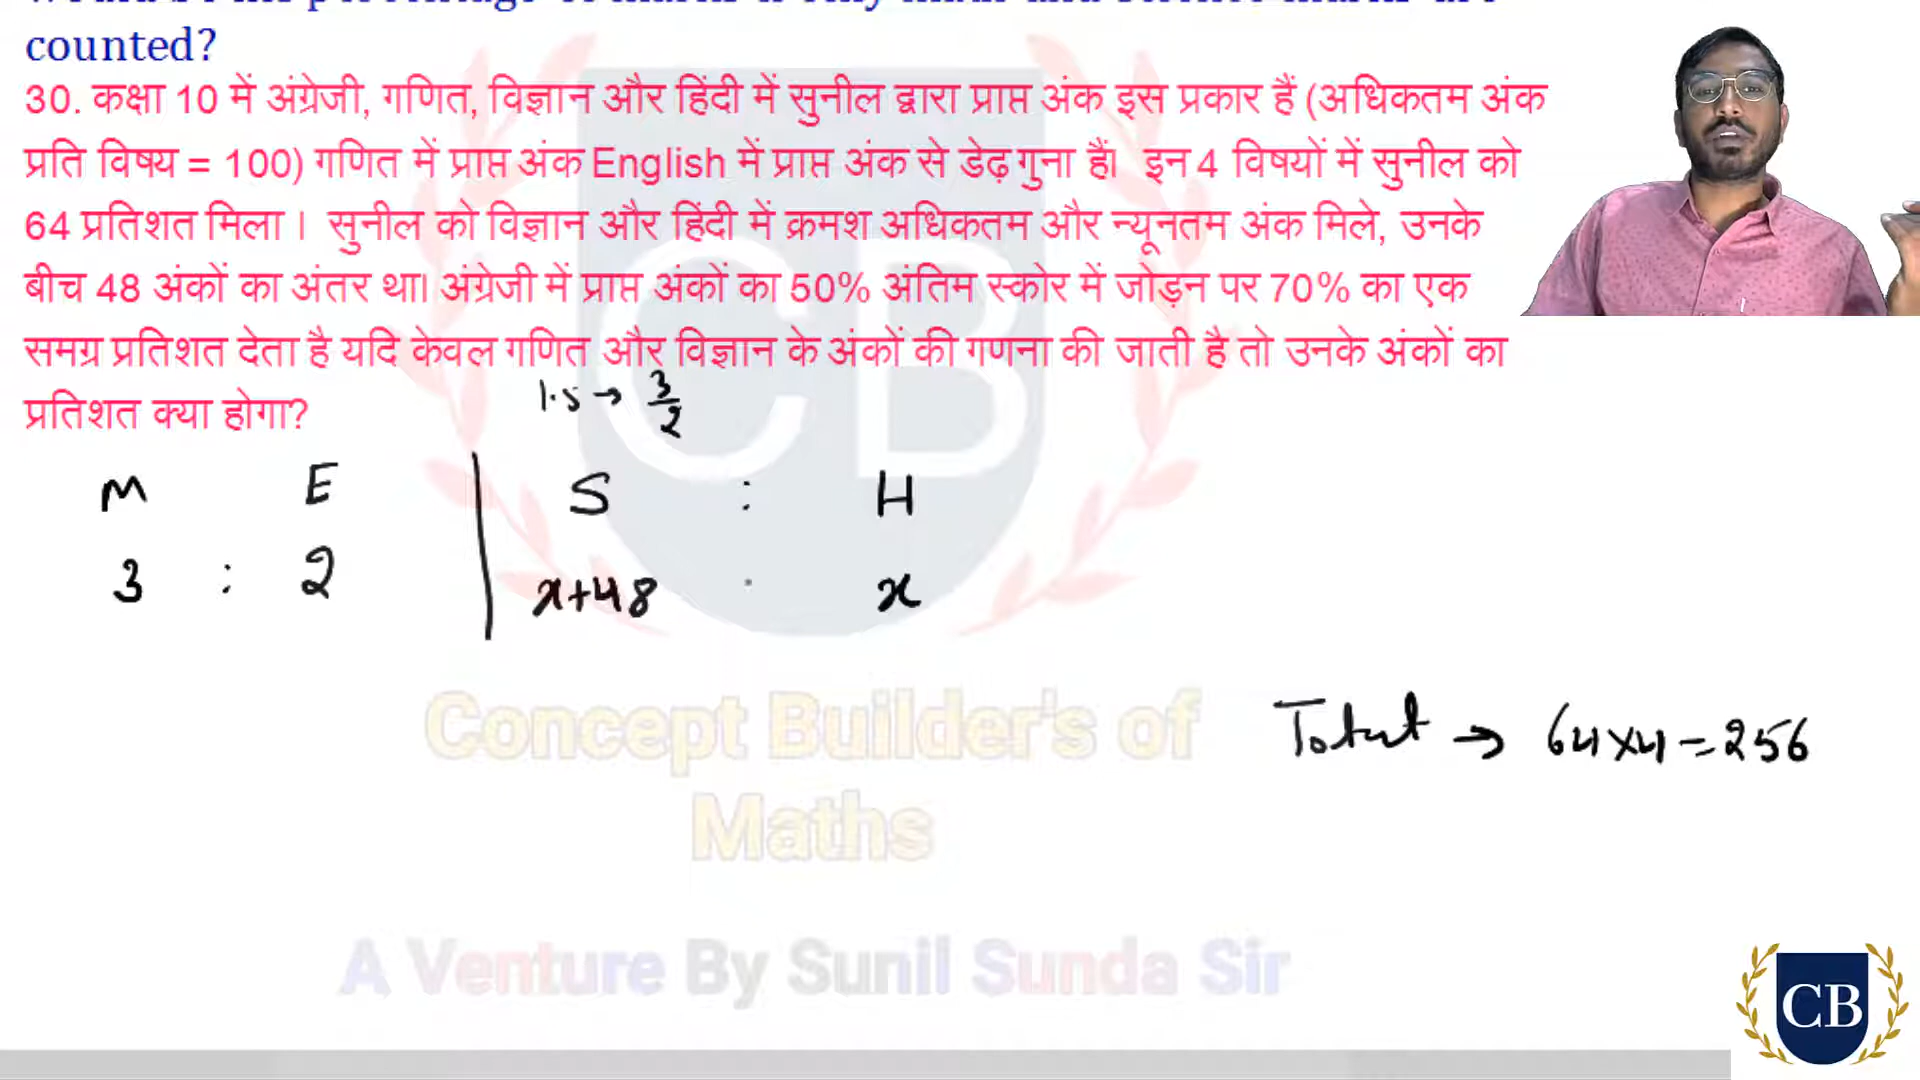 counted?
30. कक्षा 10 में अंग्रेजी, गणित, विज्ञान और हिंदी में सुनील द्वारा प्राप्त अंक इस प्रकार हैं (अधिकतम अंक
प्रति विषय = 100) गणित में प्राप्त अंक English में प्राप्त अंक से डेढ़ गुना हैं। इन 4 विषयों में सुनील को
64 प्रतिशत मिला। सुनील को विज्ञान और हिंदी में क्रमश अधिकतम और न्यूनतम अंक मिले, उनके
बीच 48 अंकों का अंतर था। अंग्रेजी में प्राप्त अंकों का 50% अंतिम स्कोर में जोड़न पर 70% का एक
समग्र प्रतिशत देता है यदि केवल गणित और विज्ञान के अंकों की गणना की जाती है तो उनके अंकों का
प्रतिशत क्या होगा?
1.5 → 3/2
M E S : H
3 : 2 x+48 : x
Total → 64x4=256
CB
Concept Builder's of
Maths
A Venture By Sunil Sunda Sir
CB